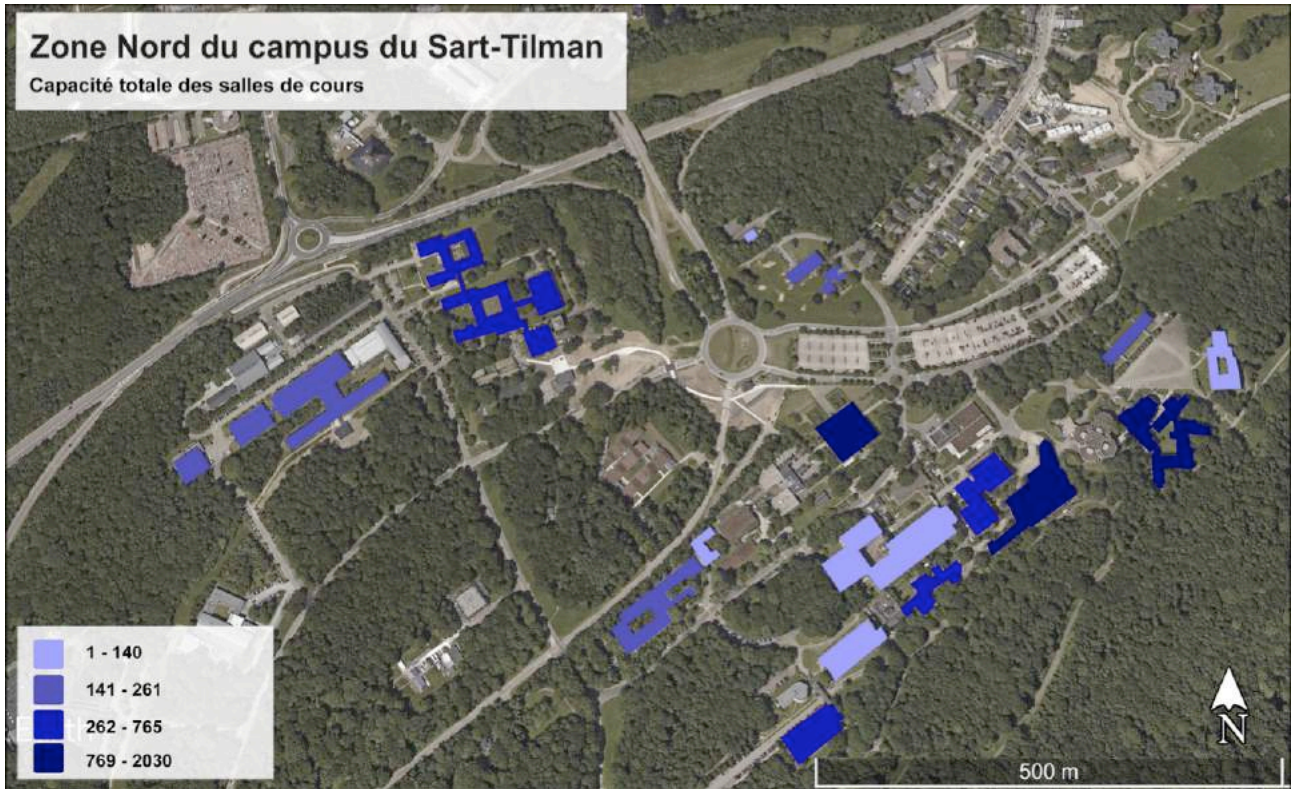 Zone Nord du campus du Sart-Tilman
Capacité totale des salles de cours
1 - 140
141 - 261
262 - 765
769 - 2030
N
500 m